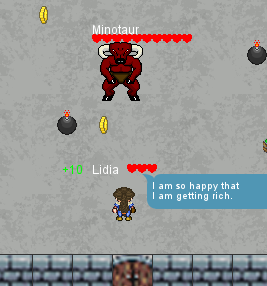 Minotaur
Lidia
I am so happy that
I am getting rich.